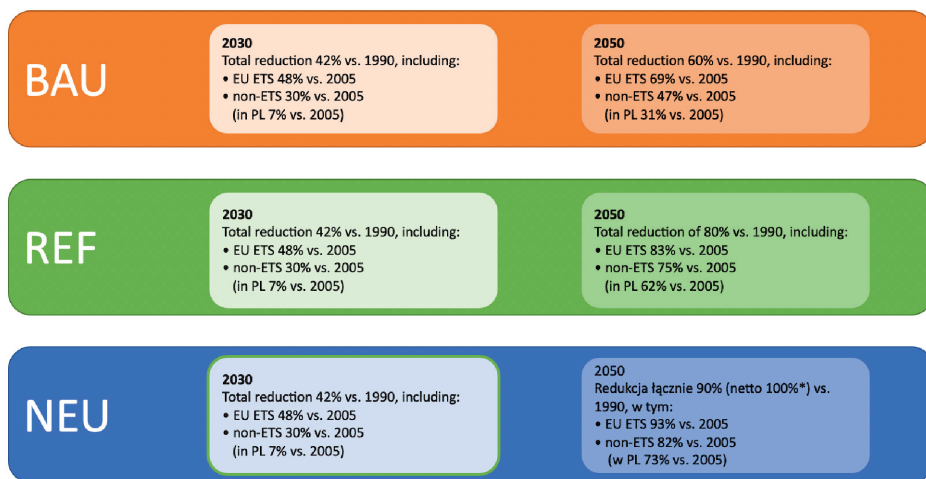 BAU
2030
Total reduction 42% vs. 1990, including:
• EU ETS 48% vs. 2005
• non-ETS 30% vs. 2005
(in PL 7% vs. 2005)
2050
Total reduction 60% vs. 1990, including:
• EU ETS 69% vs. 2005
• non-ETS 47% vs. 2005
(in PL 31% vs. 2005)
REF
2030
Total reduction 42% vs. 1990, including:
• EU ETS 48% vs. 2005
• non-ETS 30% vs. 2005
(in PL 7% vs. 2005)
2050
Total reduction of 80% vs. 1990, including:
• EU ETS 83% vs. 2005
• non-ETS 75% vs. 2005
(in PL 62% vs. 2005)
NEU
2030
Total reduction 42% vs. 1990, including:
• EU ETS 48% vs. 2005
• non-ETS 30% vs. 2005
(in PL 7% vs. 2005)
2050
Redukcja łącznie 90% (netto 100%*) vs.
1990, w tym:
• EU ETS 93% vs. 2005
• non-ETS 82% vs. 2005
(w PL 73% vs. 2005)